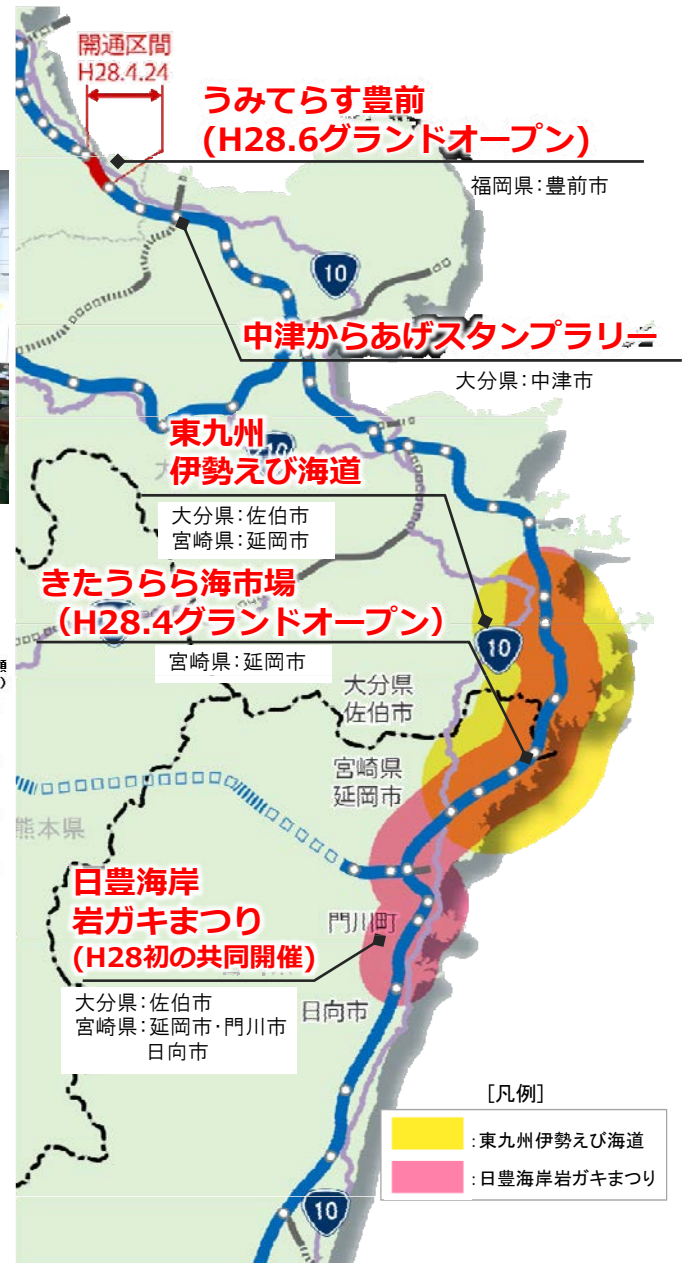 開通区間
H28.4.24
うみてらす豊前
(H28.6グランドオープン)
福岡県：豊前市
10
中津からあげスタンプラリー
大分県：中津市
東九州
伊勢えび海道
大分県：佐伯市
宮崎県：延岡市
きたうらら海市場
（H28.4グランドオープン）
宮崎県：延岡市
10
大分県
佐伯市
宮崎県
延岡市
熊本県
日豊海岸
岩ガキまつり
(H28初の共同開催)
門川町
大分県：佐伯市
宮崎県：延岡市・門川市
日向市
日向市
[凡例]
：東九州伊勢えび海道
：日豊海岸岩ガキまつり
10